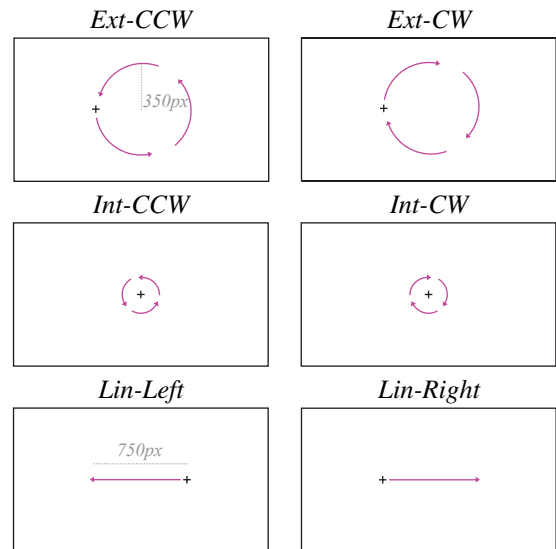 Ext-CCW
Ext-CW
350px
Int-CCW
Int-CW
Lin-Left
Lin-Right
750px